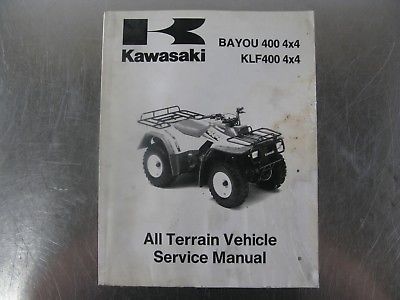 Kawasaki
BAYOU 400 4x4
KLF400 4x4
All Terrain Vehicle
Service Manual